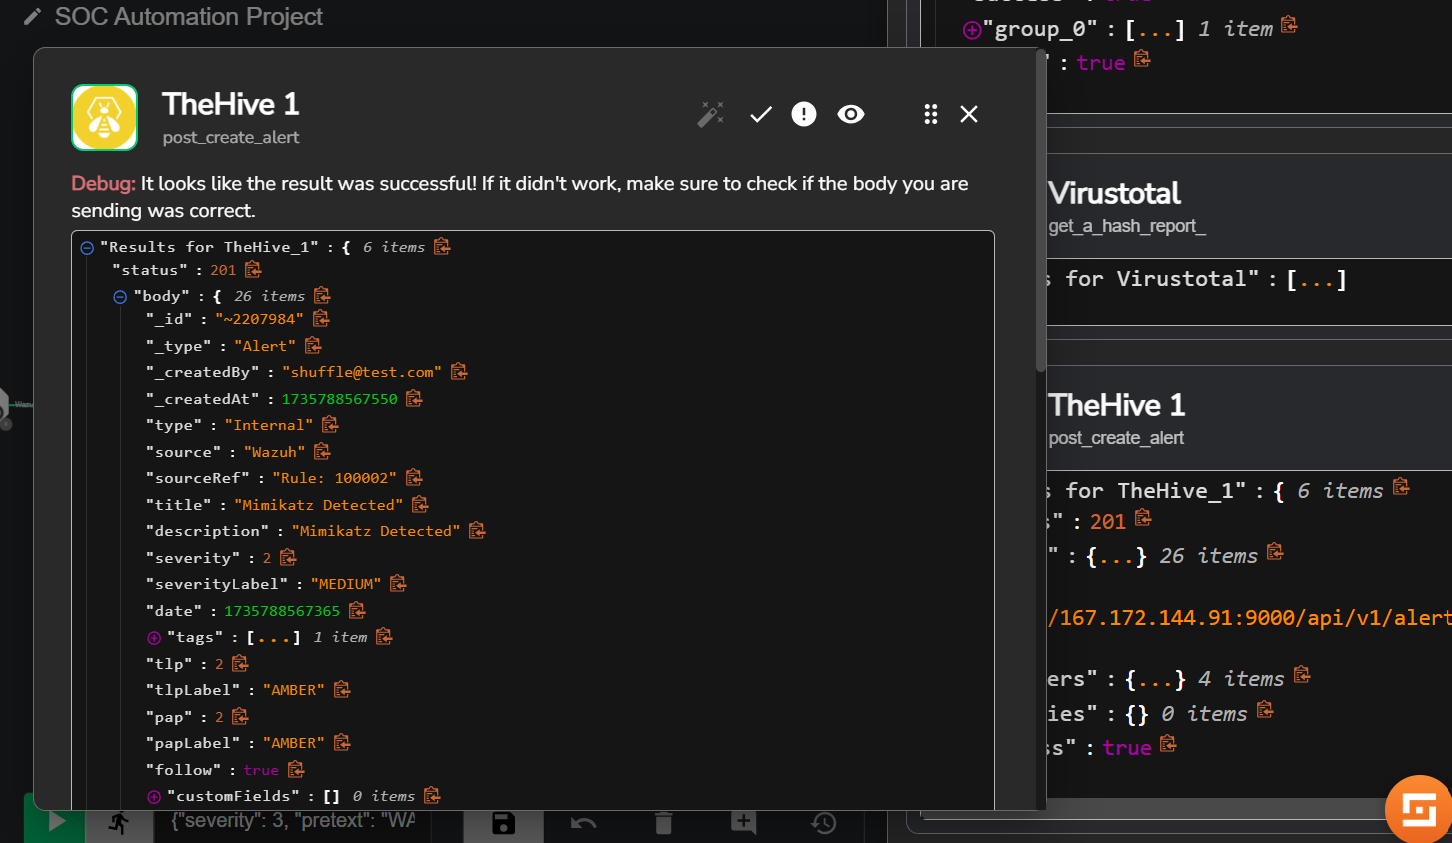 SOC Automation Project
TheHive 1
post_create_alert
Debug: It looks like the result was successful! If it didn't work, make sure to check if the body you are
sending was correct.
"Results for TheHive_1" : { 6 items
"status" : 201
"body" : { 26 items
"_id" : "~2207984"
"_type" : "Alert"
"_createdBy" : "shuffle@test.com"
"_createdAt" : 1735788567550
"type" : "Internal"
"source" : "Wazuh"
"sourceRef" : "Rule: 100002"
"title" : "Mimikatz Detected"
"description" : "Mimikatz Detected"
"severity" : 2
"severityLabel" : "MEDIUM"
"date" : 1735788567365
"tags" : [...] 1 item
"tlp" : 2
"tlpLabel" : "AMBER"
"pap" : 2
"papLabel" : "AMBER"
"follow" : true
"customFields" : [] 0 items
{"severity": 3, "pretext": "WA
"group_0" : [...] 1 item
" : true
Virustotal
get_a_hash_report_
s for Virustotal" : [...]
TheHive 1
post_create_alert
s for TheHive_1" : { 6 items
s" : 201
" : {...} 26 items
/167.172.144.91:9000/api/v1/alert
ers" : {...} 4 items
ies" : {} 0 items
ss" : true